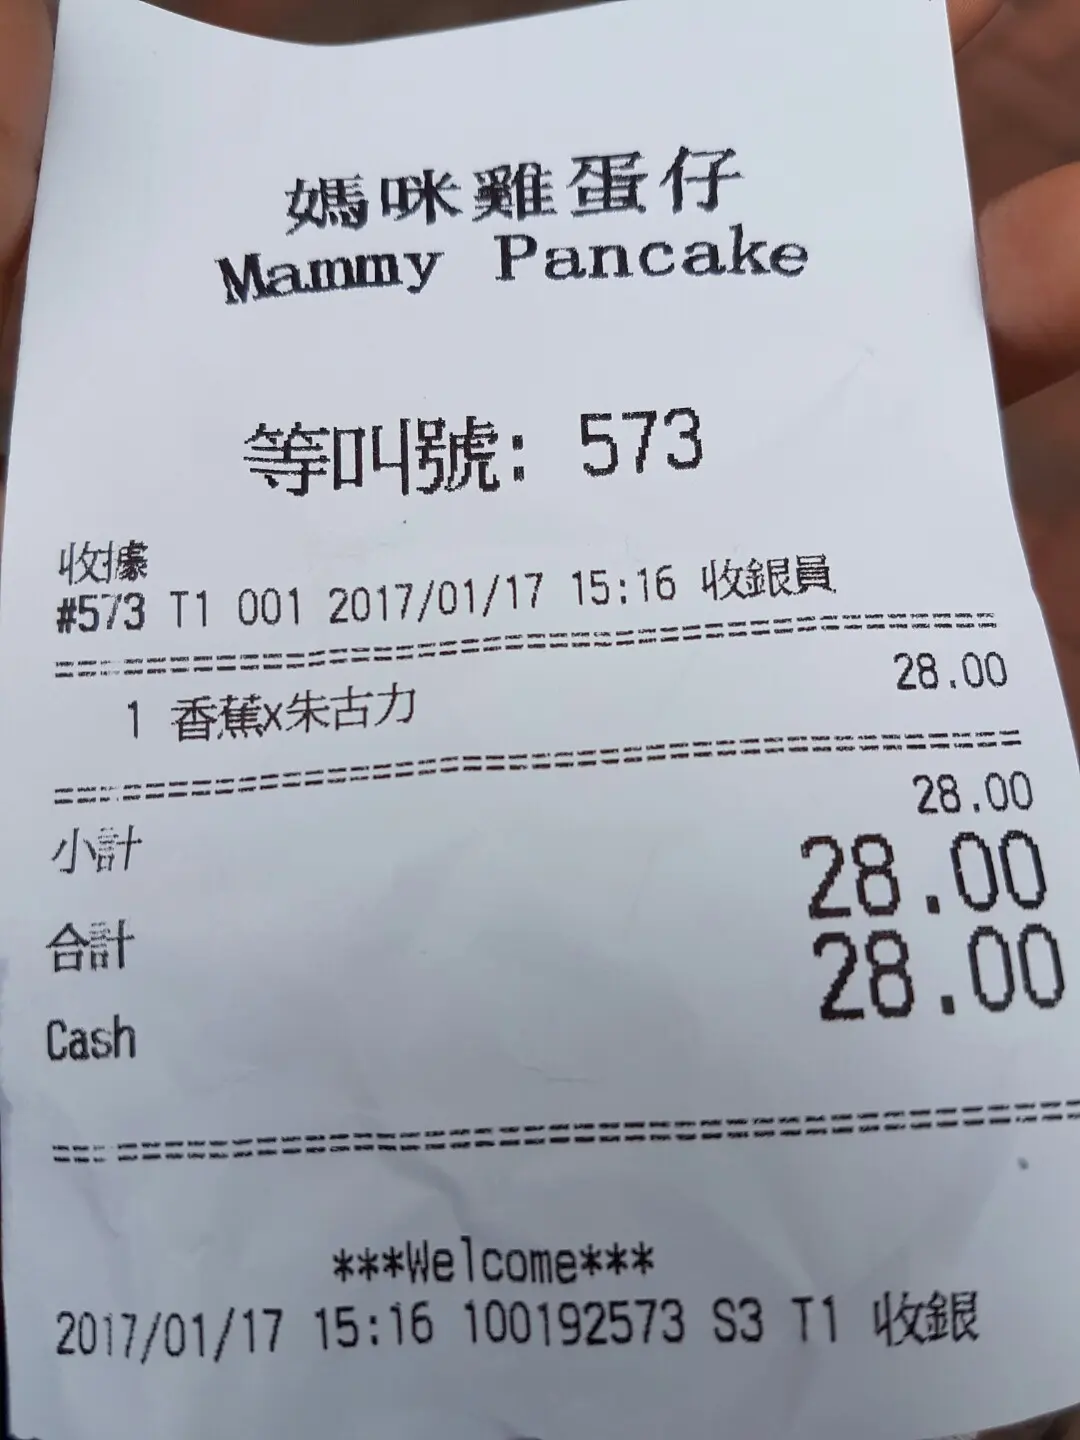 媽咪雞蛋仔
Mammy Pancake
等叫號: 573
收據
#573 T1 001 2017/01/17 15:16 收銀員
1 香蕉x朱古力 28.00
小計 28.00
合計 28.00
Cash 28.00
***Welcome***
2017/01/17 15:16 100192573 S3 T1 收銀